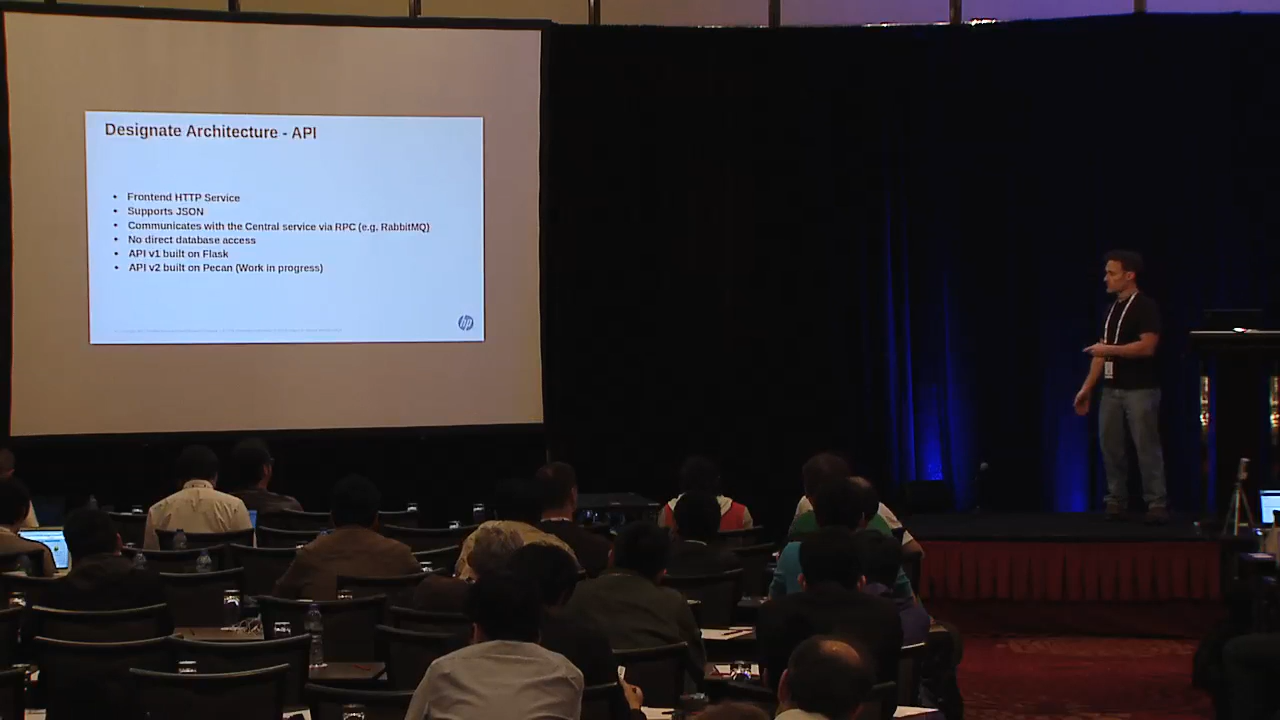 Designate Architecture - API
• Frontend HTTP Service
• Supports JSON
• Communicates with the Central service via RPC (e.g. RabbitMQ)
• No direct database access
• API v1 built on Flask
• API v2 built on Pecan (Work in progress)
hp